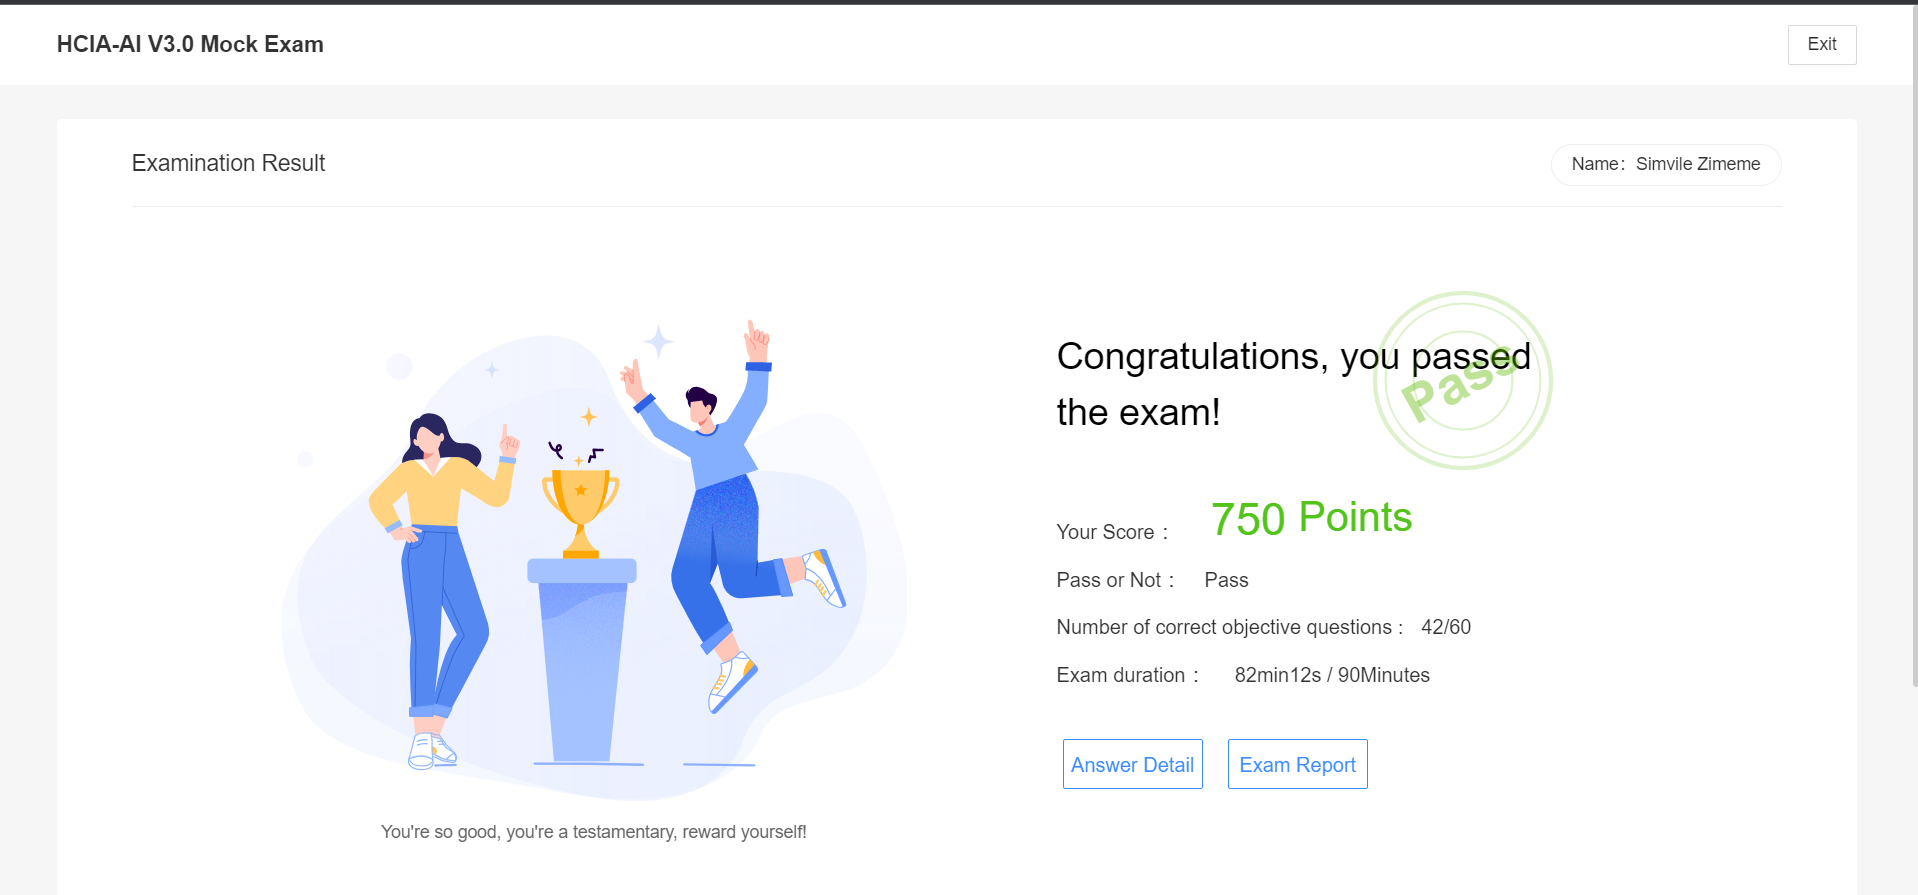 HCIA-AI V3.0 Mock Exam
Exit
Examination Result
Name： Simvile Zimeme
Congratulations, you passed
the exam!
Pass
Your Score： 750 Points
Pass or Not： Pass
Number of correct objective questions： 42/60
Exam duration： 82min12s / 90Minutes
Answer Detail
Exam Report
You're so good, you're a testamentary, reward yourself!